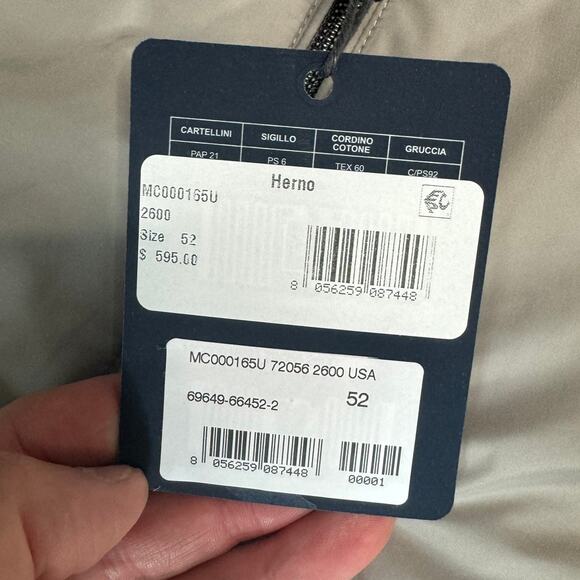 CARTELLINI SIGILLO CORDINO COTONE GRUCCIA
PAP 21 PS 6 TEX 60 C/PS92
Herno
MC000165U
2600
Size 52
$ 595.00
8 056259 087448
MC000165U 72056 2600 USA
69649-66452-2 52
8 056259 087448
00001